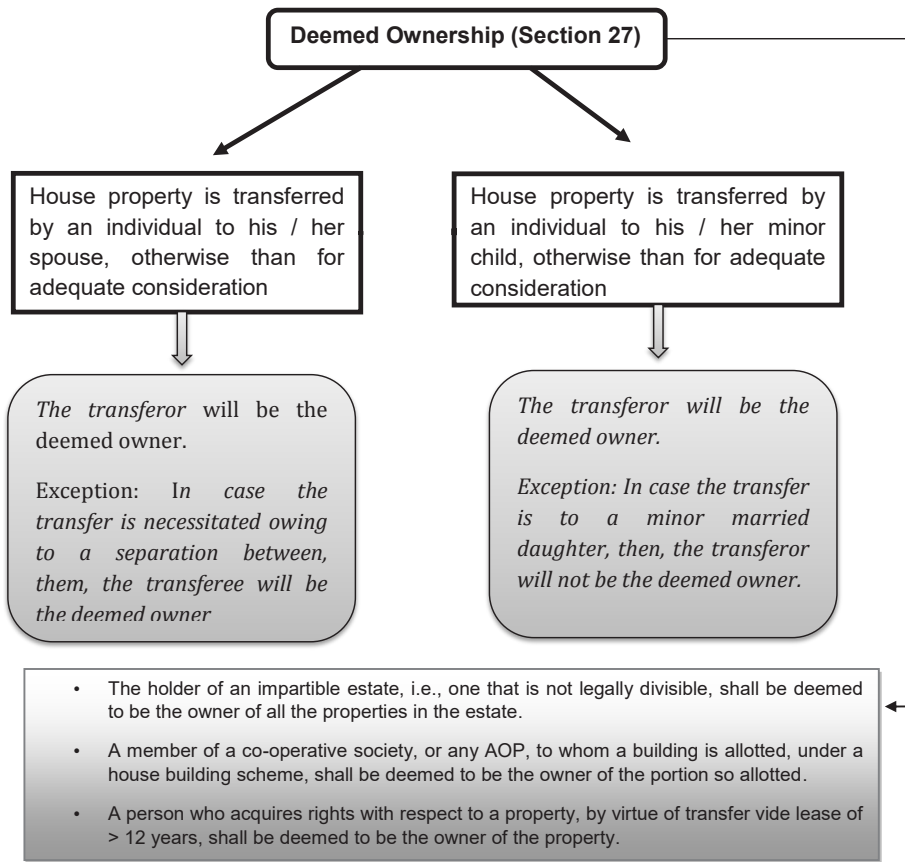 Deemed Ownership (Section 27)
House property is transferred
by an individual to his / her
spouse, otherwise than for
adequate consideration
House property is transferred by
an individual to his / her minor
child, otherwise than for adequate
consideration
The transferor will be the
deemed owner.
Exception: In case the
transfer is necessitated owing
to a separation between,
them, the transferee will be
the deemed owner
The transferor will be the
deemed owner.
Exception: In case the transfer
is to a minor married
daughter, then, the transferor
will not be the deemed owner.
• The holder of an impartible estate, i.e., one that is not legally divisible, shall be deemed
to be the owner of all the properties in the estate.
• A member of a co-operative society, or any AOP, to whom a building is allotted, under a
house building scheme, shall be deemed to be the owner of the portion so allotted.
• A person who acquires rights with respect to a property, by virtue of transfer vide lease of
> 12 years, shall be deemed to be the owner of the property.